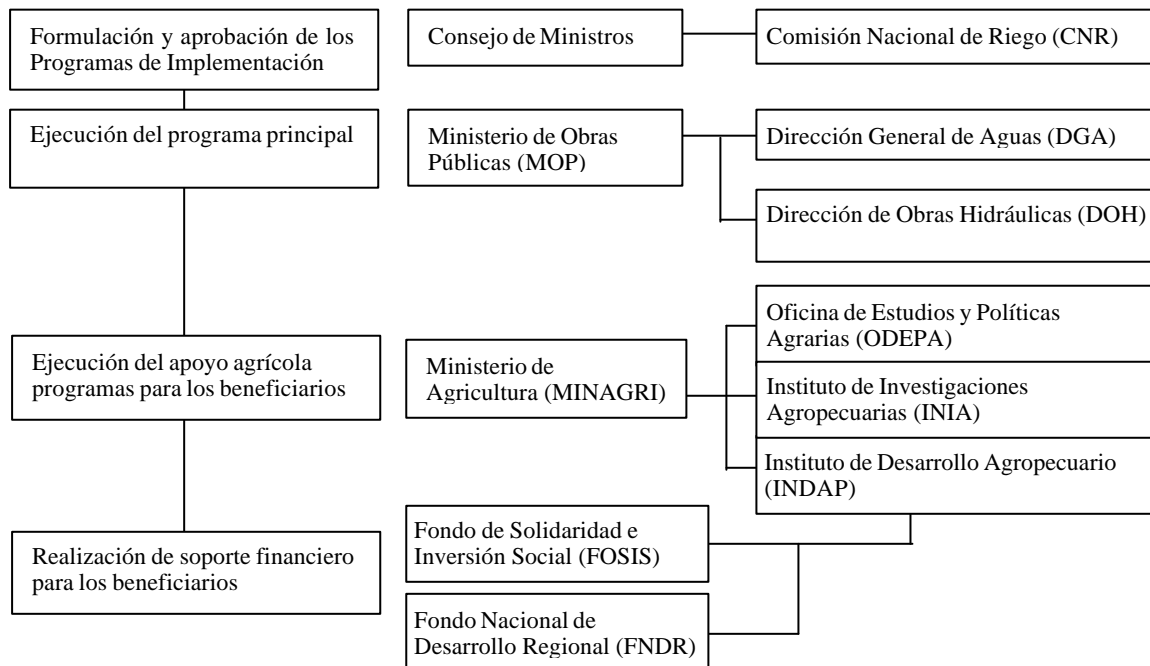 Formulación y aprobación de los
Programas de Implementación
Consejo de Ministros
Comisión Nacional de Riego (CNR)
Ejecución del programa principal
Ministerio de Obras
Públicas (MOP)
Dirección General de Aguas (DGA)
Dirección de Obras Hidráulicas (DOH)
Ejecución del apoyo agrícola
programas para los beneficiarios
Ministerio de
Agricultura (MINAGRI)
Oficina de Estudios y Políticas
Agrarias (ODEPA)
Instituto de Investigaciones
Agropecuarias (INIA)
Instituto de Desarrollo Agropecuario
(INDAP)
Realización de soporte financiero
para los beneficiarios
Fondo de Solidaridad e
Inversión Social (FOSIS)
Fondo Nacional de
Desarrollo Regional (FNDR)